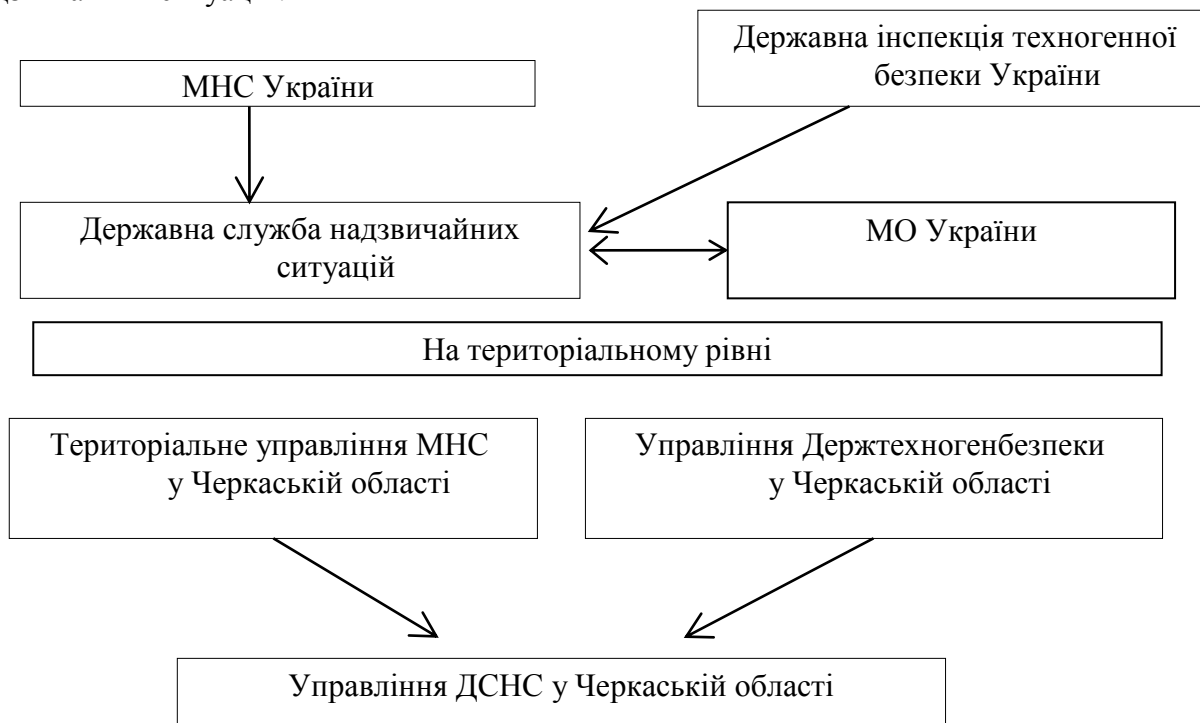 Державна інспекція техногенної
безпеки України
МНС України
Державна служба надзвичайних
ситуацій
МО України
На територіальному рівні
Територіальне управління МНС
у Черкаській області
Управління Держтехногенбезпеки
у Черкаській області
Управління ДСНС у Черкаській області